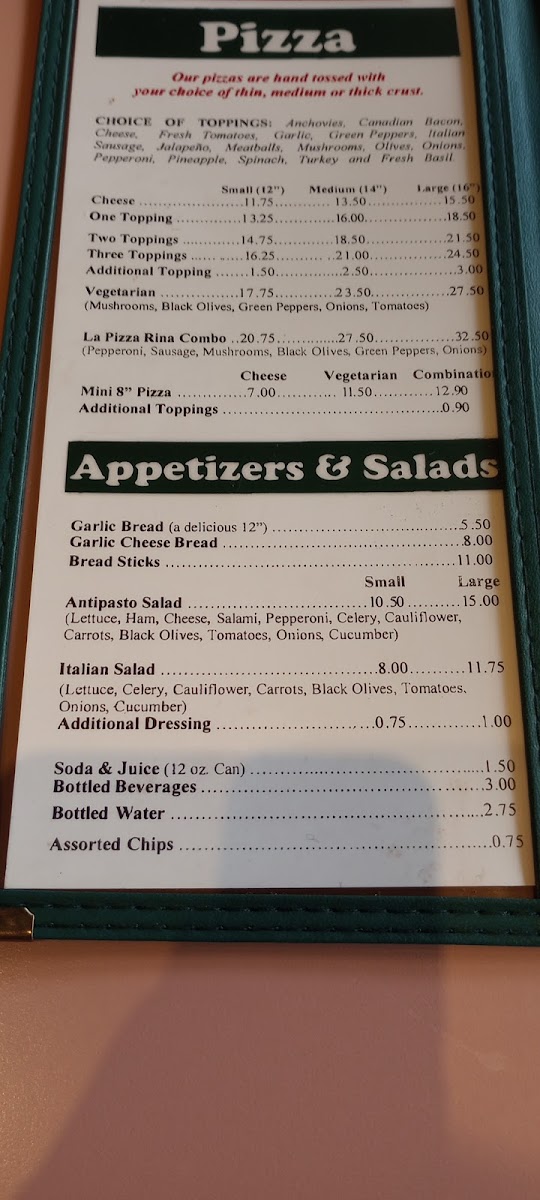 Pizza
Our pizzas are hand tossed with
your choice of thin, medium or thick crust.
CHOICE OF TOPPINGS: Anchovies, Canadian Bacon,
Cheese, Fresh Tomatoes, Garlic, Green Peppers, Italian
Sausage, Jalapeño, Meatballs, Mushrooms, Olives, Onions,
Pepperoni, Pineapple, Spinach, Turkey and Fresh Basil.
Small (12") Medium (14") Large (16")
Cheese ....................11.75........... 13.50....................15.50
One Topping .............13.25............16.00....................18.50
Two Toppings ............14.75............18.50....................21.50
Three Toppings ...........16.25...........21.00....................24.50
Additional Topping ......1.50.............2.50.....................3.00
Vegetarian ................17.75............23.50...................27.50
(Mushrooms, Black Olives, Green Peppers, Onions, Tomatoes)
La Pizza Rina Combo ..20.75.............27.50...................32.50
(Pepperoni, Sausage, Mushrooms, Black Olives, Green Peppers, Onions)
Cheese Vegetarian Combination
Mini 8" Pizza .............7.00............ 11.50............12.90
Additional Toppings ..........................................0.90
Appetizers & Salads
Garlic Bread (a delicious 12") ..................................5.50
Garlic Cheese Bread ...........................................8.00
Bread Sticks ....................................................11.00
Small Large
Antipasto Salad .................................10.50..........15.00
(Lettuce, Ham, Cheese, Salami, Pepperoni, Celery, Cauliflower,
Carrots, Black Olives, Tomatoes, Onions, Cucumber)
Italian Salad .......................................8.00..........11.75
(Lettuce, Celery, Cauliflower, Carrots, Black Olives, Tomatoes,
Onions, Cucumber)
Additional Dressing ............................0.75.............1.00
Soda & Juice (12 oz. Can) .........................................1.50
Bottled Beverages ................................................3.00
Bottled Water .....................................................2.75
Assorted Chips ....................................................0.75